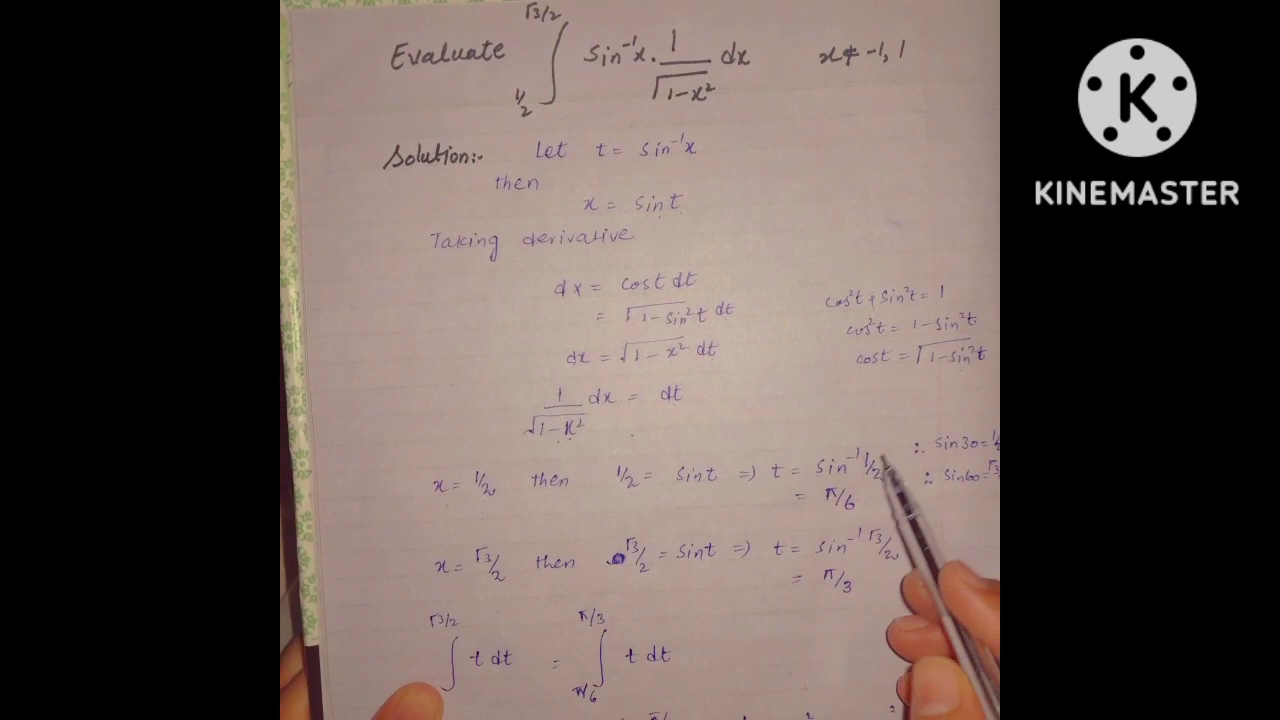 Evaluate ∫_{1/2}^{√3/2} sin⁻¹x · 1/√(1-x²) dx    x ≠ -1, 1
Solution:- Let t = sin⁻¹x
then
x = sin t
Taking derivative
dx = cos t dt
= √(1-sin²t) dt
dx = √(1-x²) dt
1/√(1-x²) dx = dt
cos²t + sin²t = 1
cos²t = 1-sin²t
cos t = √(1-sin²t)
x = 1/2 then 1/2 = sin t ⇒ t = sin⁻¹ 1/2
= π/6
∴ sin30 = 1/2
∴ sin60 = √3
x = √3/2 then √3/2 = sin t ⇒ t = sin⁻¹ √3/2
= π/3
∫^{√3/2} t dt = ∫_{π/6}^{π/3} t dt
K
KINEMASTER